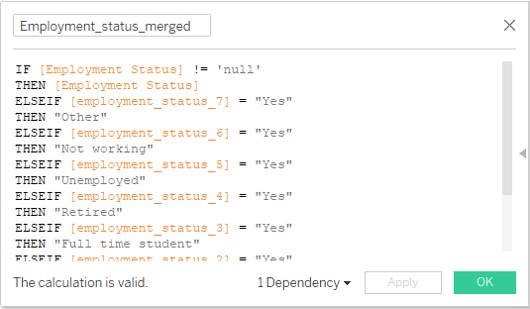 Employment_status_merged
IF [Employment Status] != 'null'
THEN [Employment Status]
ELSEIF [employment_status_7] = "Yes"
THEN "Other"
ELSEIF [employment_status_6] = "Yes"
THEN "Not working"
ELSEIF [employment_status_5] = "Yes"
THEN "Unemployed"
ELSEIF [employment_status_4] = "Yes"
THEN "Retired"
ELSEIF [employment_status_3] = "Yes"
THEN "Full time student"
ELSEIF [employment_status_2] = "Yes"
The calculation is valid. 1 Dependency Apply OK